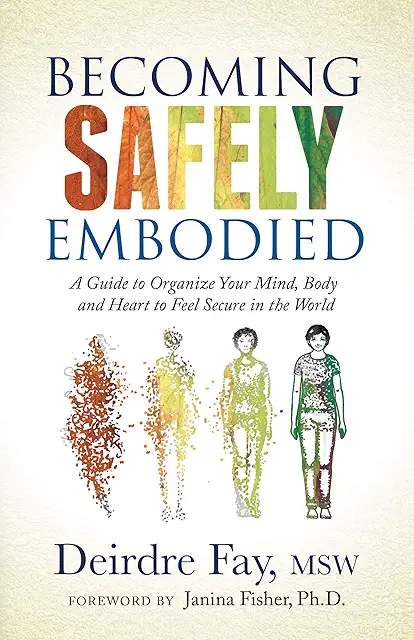 BECOMING
SAFELY
EMBODIED
A Guide to Organize Your Mind, Body
and Heart to Feel Secure in the World
Deirdre Fay, MSW
FOREWORD BY Janina Fisher, Ph.D.